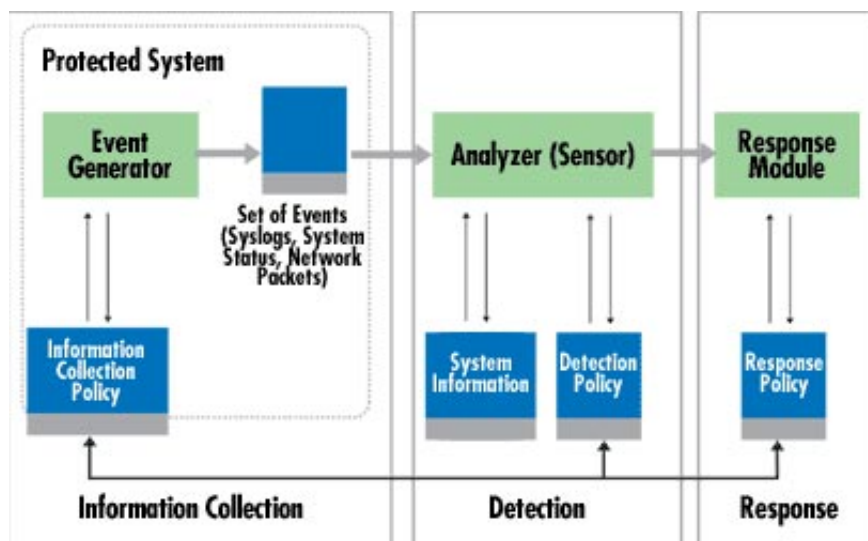 Protected System
Event
Generator
Set of Events
(Syslogs, System
Status, Network
Packets)
Analyzer (Sensor)
Response
Module
Information
Collection
Policy
System
Information
Detection
Policy
Response
Policy
Information Collection
Detection
Response